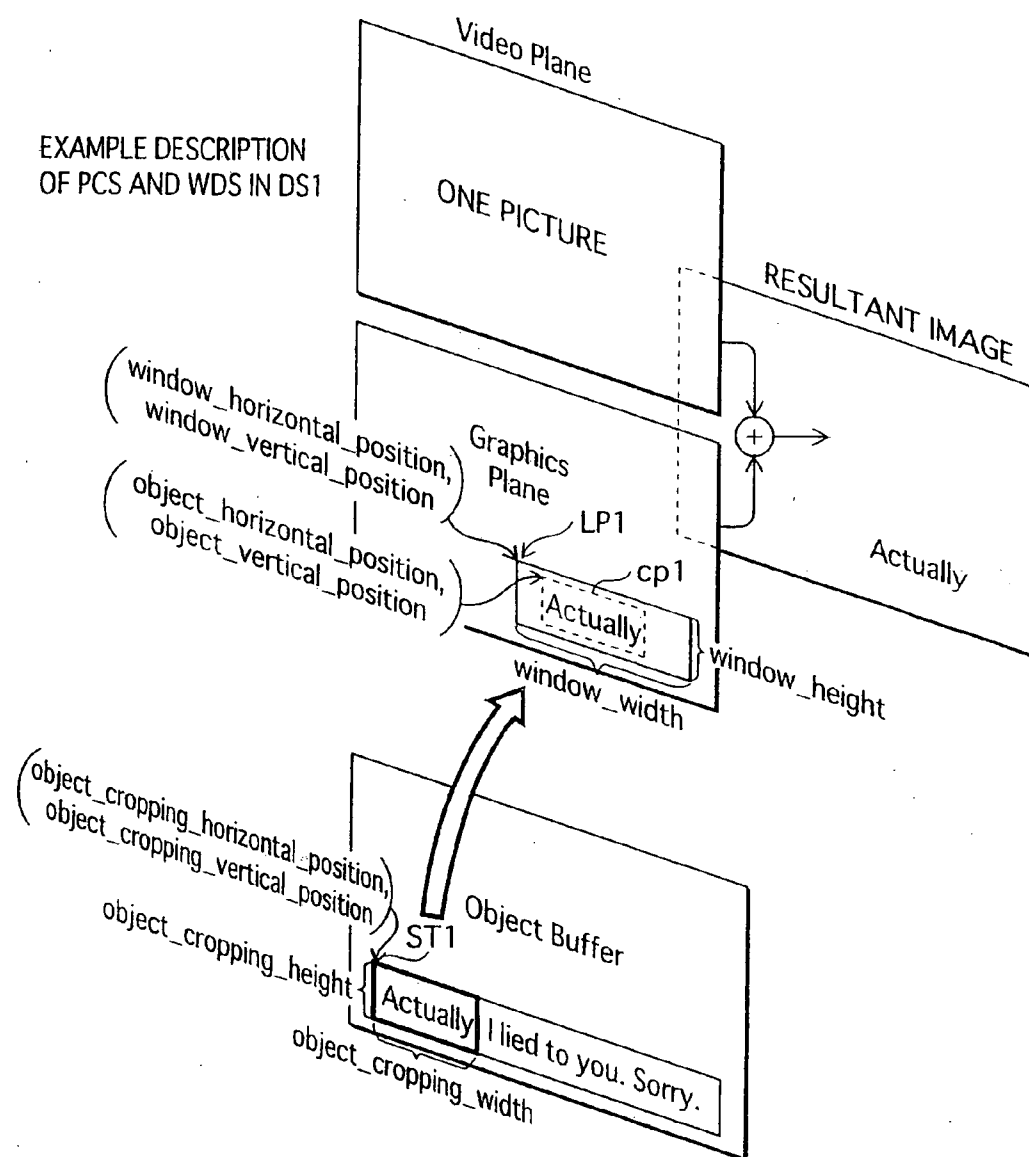 Video Plane
EXAMPLE DESCRIPTION
OF PCS AND WDS IN DS1
ONE PICTURE
RESULTANT IMAGE
window_horizontal_position,
window_vertical_position
Graphics
Plane
+
LP1
object_horizontal_position,
object_vertical_position
cp1
Actually
Actually
window_height
window_width
object_cropping_horizontal_position,
object_cropping_vertical_position
Object Buffer
ST1
object_cropping_height
Actually I lied to you. Sorry.
object_cropping_width